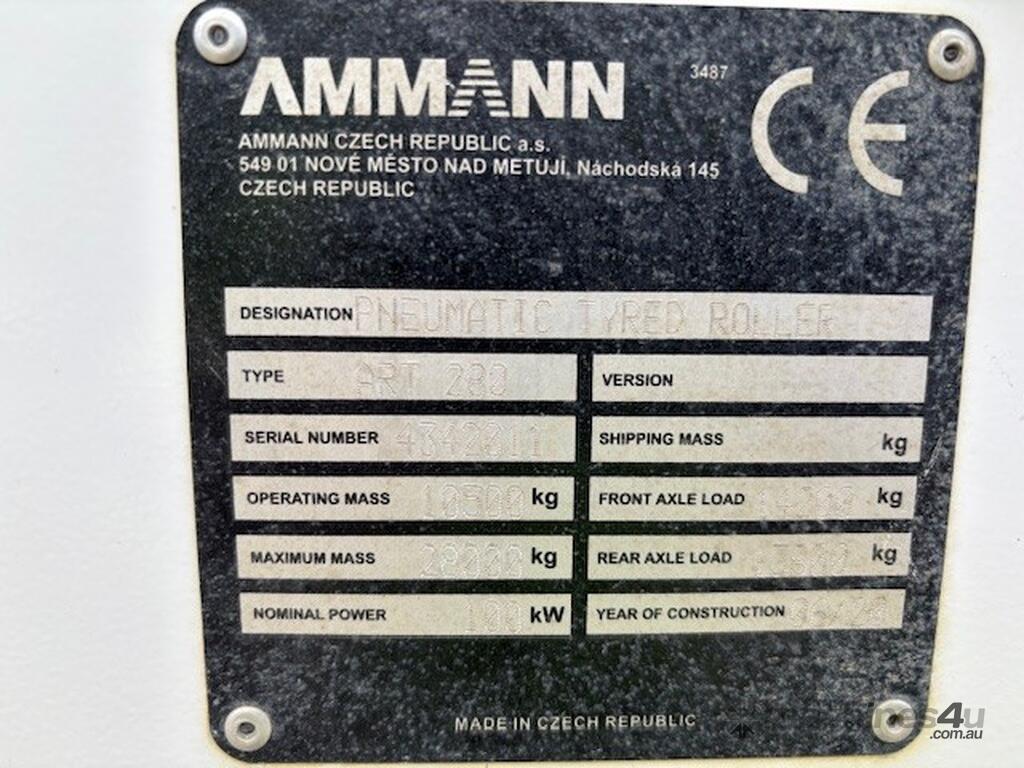 AMMANN
3487
CE
AMMANN CZECH REPUBLIC a.s.
549 01 NOVÉ MĚSTO NAD METUJÍ, Náchodská 145
CZECH REPUBLIC
DESIGNATION PNEUMATIC TYRED ROLLER
TYPE ART 280
VERSION
SERIAL NUMBER 4342011
SHIPPING MASS kg
OPERATING MASS 10500 kg
FRONT AXLE LOAD kg
MAXIMUM MASS 28000 kg
REAR AXLE LOAD kg
NOMINAL POWER 100 kW
YEAR OF CONSTRUCTION
MADE IN CZECH REPUBLIC
nes4u
.com.au